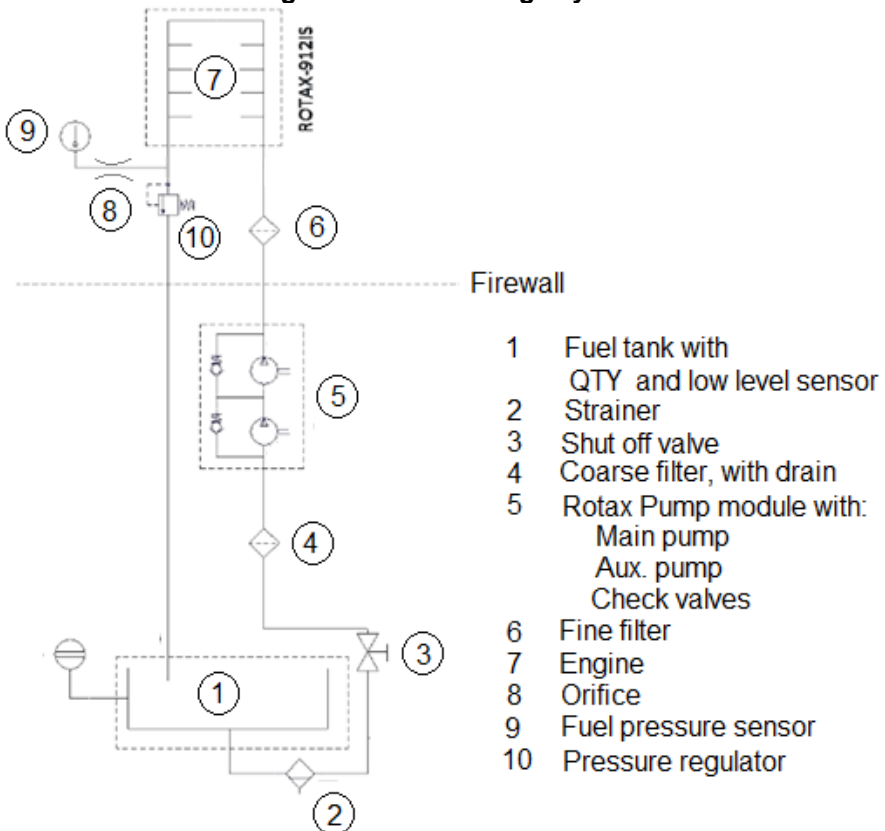 ROTAX-912IS
7
9
8
10
6
Firewall
5
4
3
1
2
1 Fuel tank with
QTY and low level sensor
2 Strainer
3 Shut off valve
4 Coarse filter, with drain
5 Rotax Pump module with:
Main pump
Aux. pump
Check valves
6 Fine filter
7 Engine
8 Orifice
9 Fuel pressure sensor
10 Pressure regulator